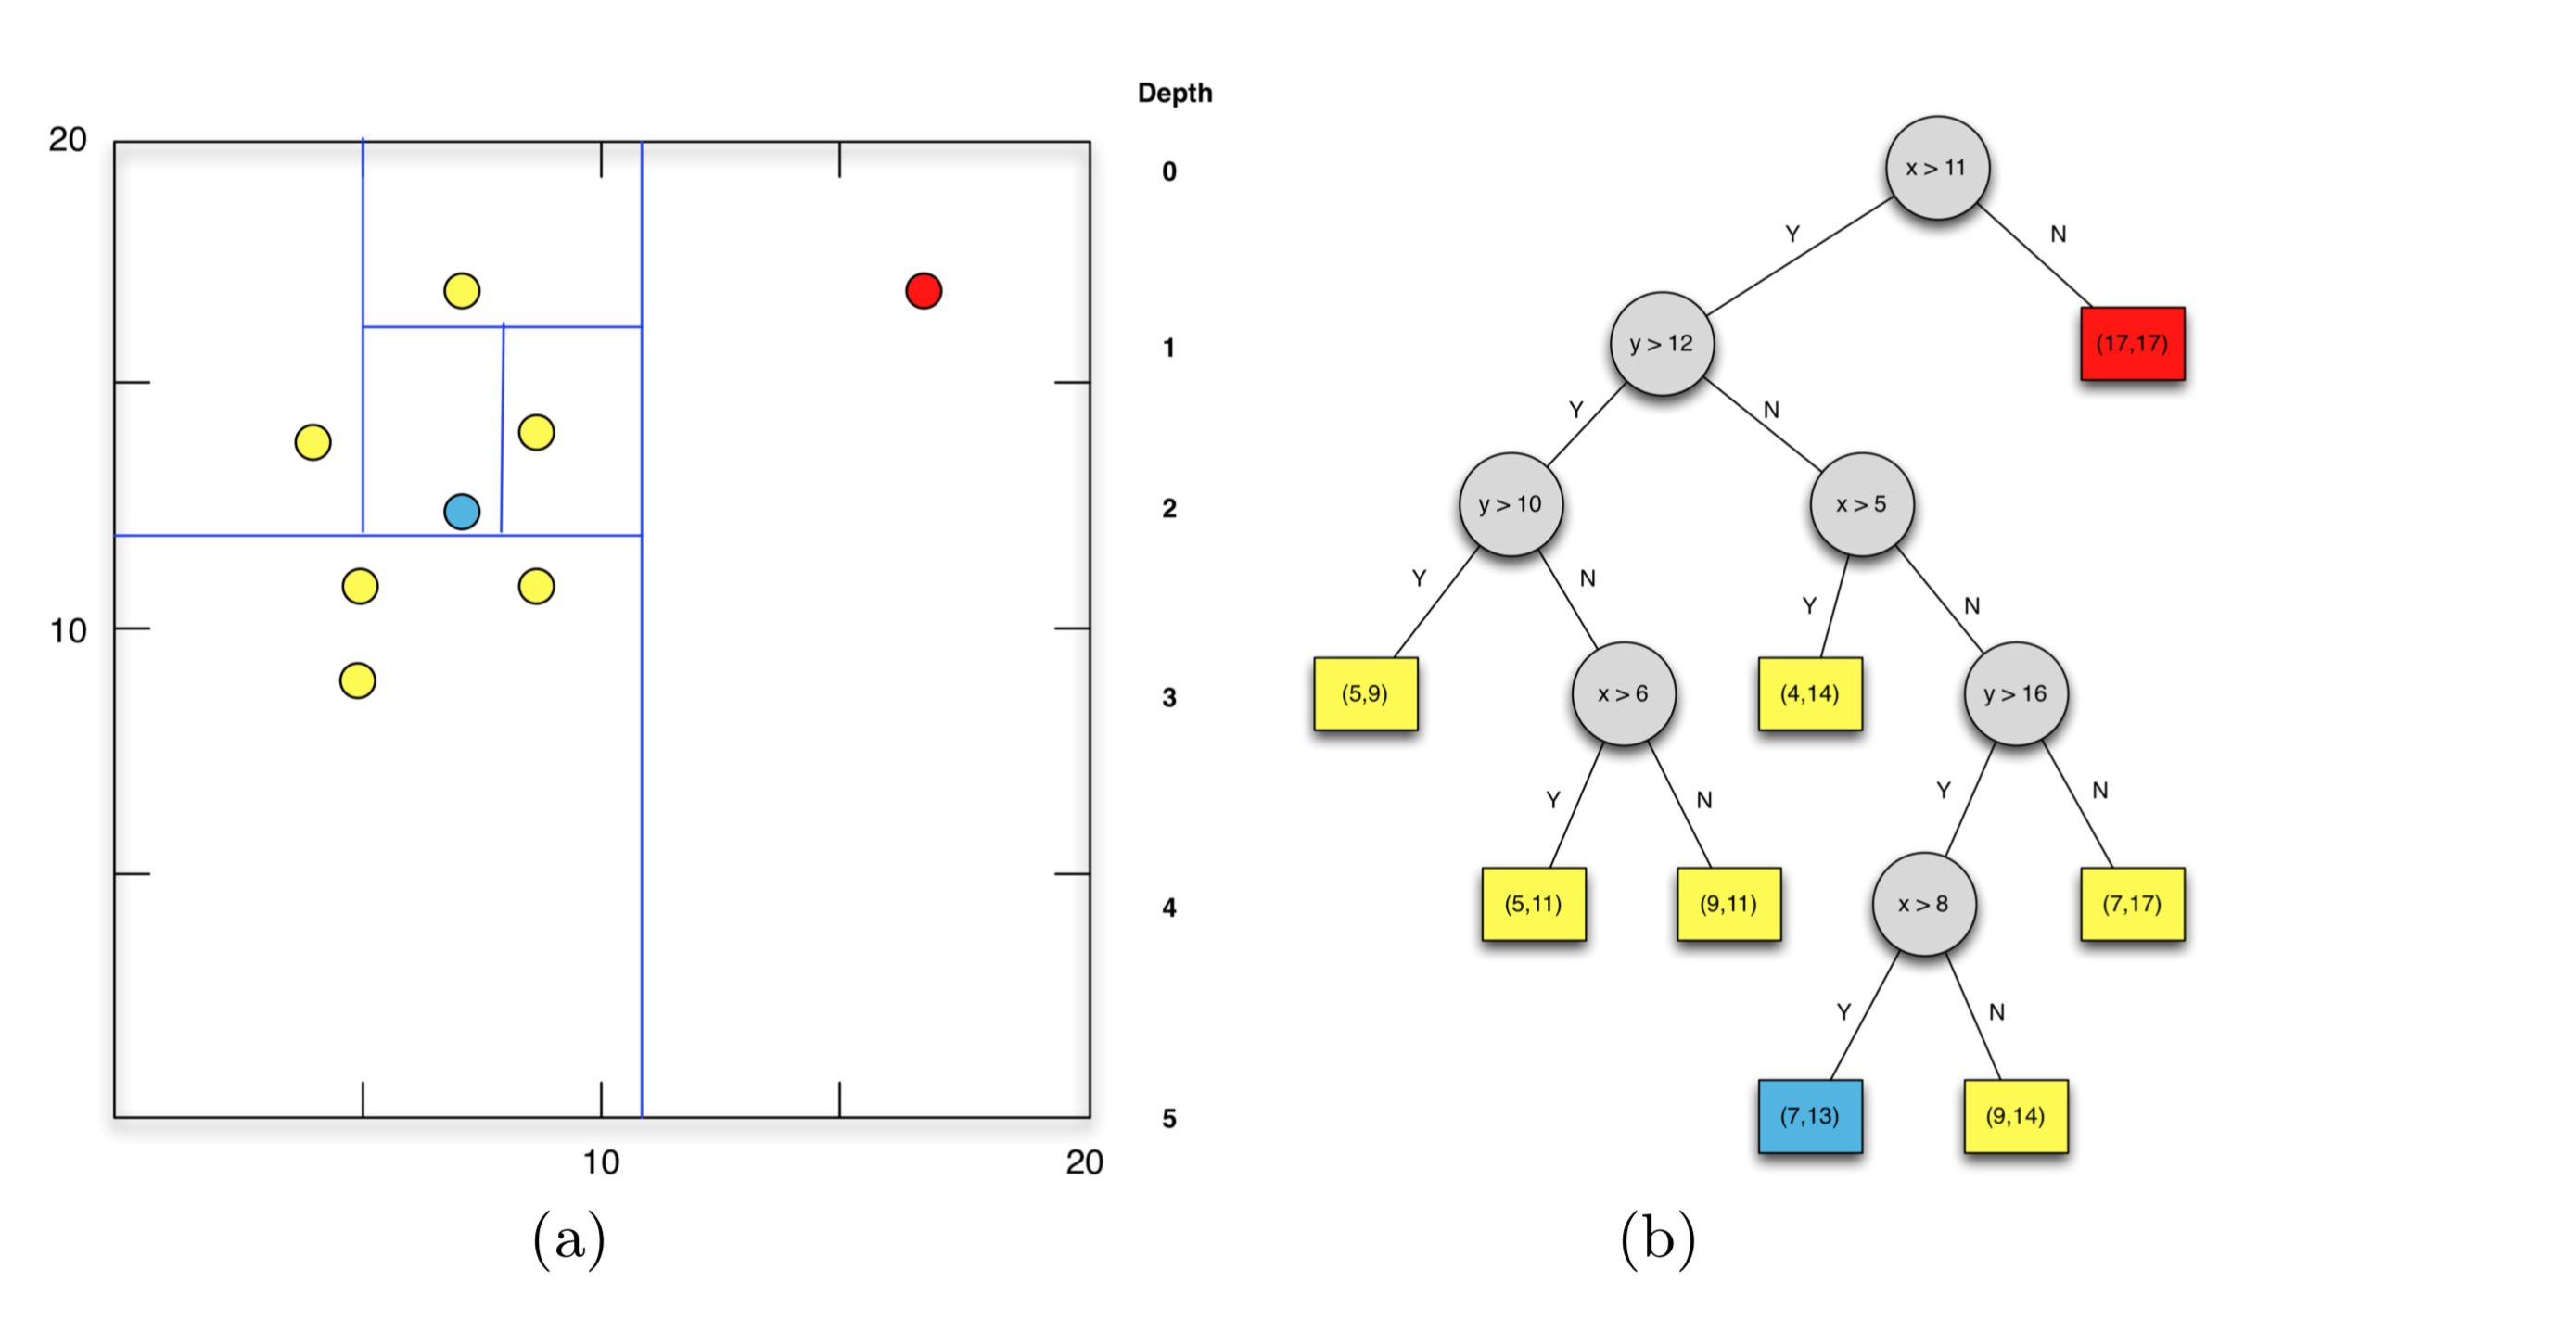 20
10
10
20
(a)
Depth
0
1
2
3
4
5
x > 11
Y
N
y > 12
(17,17)
Y
N
y > 10
x > 5
Y
N
Y
N
(5,9)
x > 6
(4,14)
y > 16
Y
N
Y
N
(5,11)
(9,11)
x > 8
(7,17)
Y
N
(7,13)
(9,14)
(b)